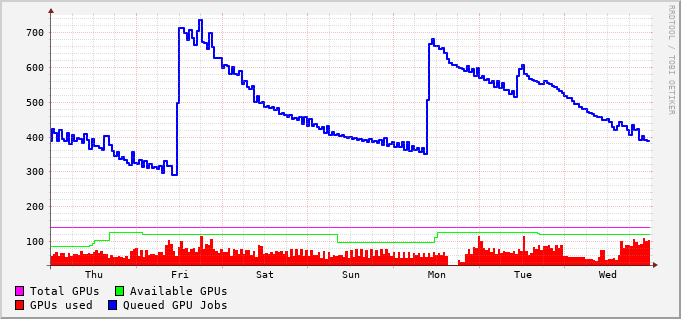 700
600
500
400
300
200
100
Thu Fri Sat Sun Mon Tue Wed
Total GPUs Available GPUs
GPUs used Queued GPU Jobs
RRDTOOL / TOBI OETIKER